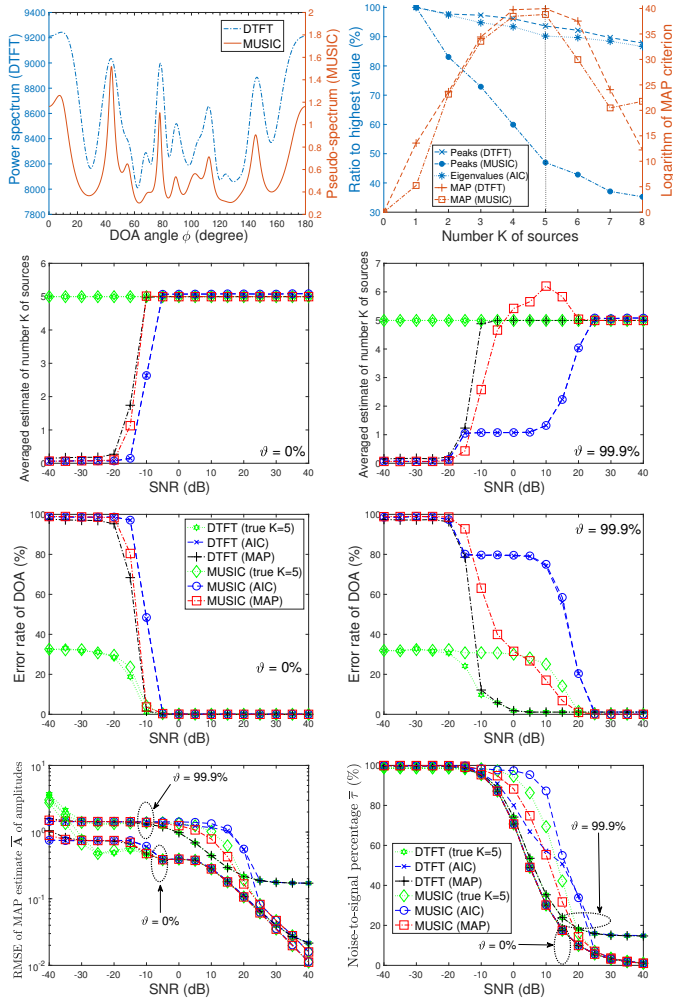 Power spectrum (DTFT)
9400
9200
9000
8800
8600
8400
8200
8000
7800
DTFT
MUSIC
2
1.8
1.6
1.4
1.2
1
0.8
0.6
0.4
0.2
Pseudo-spectrum (MUSIC)
0 20 40 60 80 100 120 140 160 180
DOA angle ϕ (degree)
Ratio to highest value (%)
100
90
80
70
60
50
40
30
Peaks (DTFT)
Peaks (MUSIC)
Eigenvalues (AIC)
MAP (DTFT)
MAP (MUSIC)
40
35
30
25
20
15
10
5
0
Logarithm of MAP criterion
0 1 2 3 4 5 6 7 8
Number K of sources
Averaged estimate of number K of sources
6
5
4
3
2
1
0
ϑ = 0%
-40 -30 -20 -10 0 10 20 30 40
SNR (dB)
Averaged estimate of number K of sources
7
6
5
4
3
2
1
0
ϑ = 99.9%
-40 -30 -20 -10 0 10 20 30 40
SNR (dB)
Error rate of DOA (%)
100
80
60
40
20
0
DTFT (true K=5)
DTFT (AIC)
DTFT (MAP)
MUSIC (true K=5)
MUSIC (AIC)
MUSIC (MAP)
ϑ = 0%
-40 -30 -20 -10 0 10 20 30 40
SNR (dB)
Error rate of DOA (%)
100
80
60
40
20
0
ϑ = 99.9%
-40 -30 -20 -10 0 10 20 30 40
SNR (dB)
RMSE of MAP estimate A̅ of amplitudes
10^1
10^0
10^-1
10^-2
ϑ = 99.9%
ϑ = 0%
-40 -30 -20 -10 0 10 20 30 40
SNR (dB)
Noise-to-signal percentage τ̅ (%)
100
80
60
40
20
0
ϑ = 99.9%
DTFT (true K=5)
DTFT (AIC)
DTFT (MAP)
MUSIC (true K=5)
MUSIC (AIC)
MUSIC (MAP)
ϑ = 0%
-40 -30 -20 -10 0 10 20 30 40
SNR (dB)